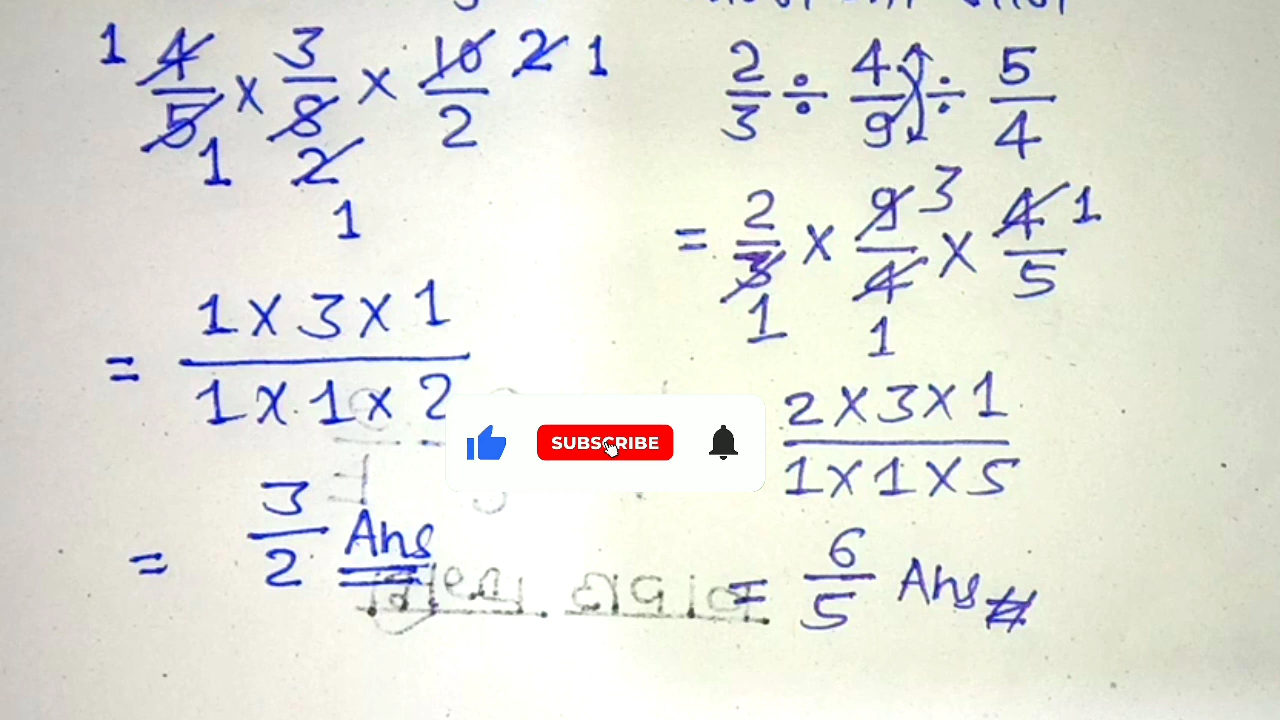 1 4/5 × 3/8 × 10/2 2 1
1 2
1
= 1×3×1 / 1×1×2
= 3/2 Ans
2/3 ÷ 4/9 ÷ 5/4
= 2/3 × 9/4 3 × 4/5 1
1 1
2×3×1 / 1×1×5
= 6/5 Ans
SUBSCRIBE